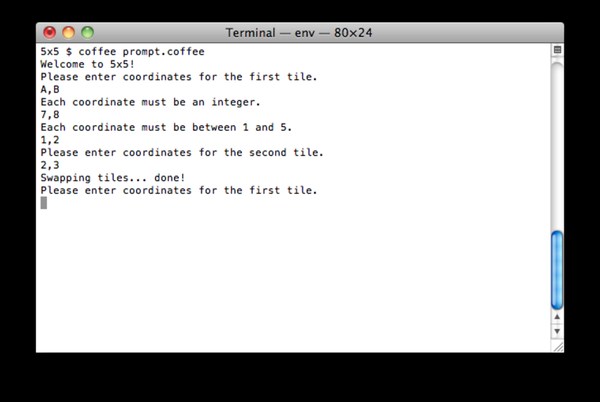 Terminal — env — 80×24
5x5 $ coffee prompt.coffee
Welcome to 5x5!
Please enter coordinates for the first tile.
A,B
Each coordinate must be an integer.
7,8
Each coordinate must be between 1 and 5.
1,2
Please enter coordinates for the second tile.
2,3
Swapping tiles... done!
Please enter coordinates for the first tile.